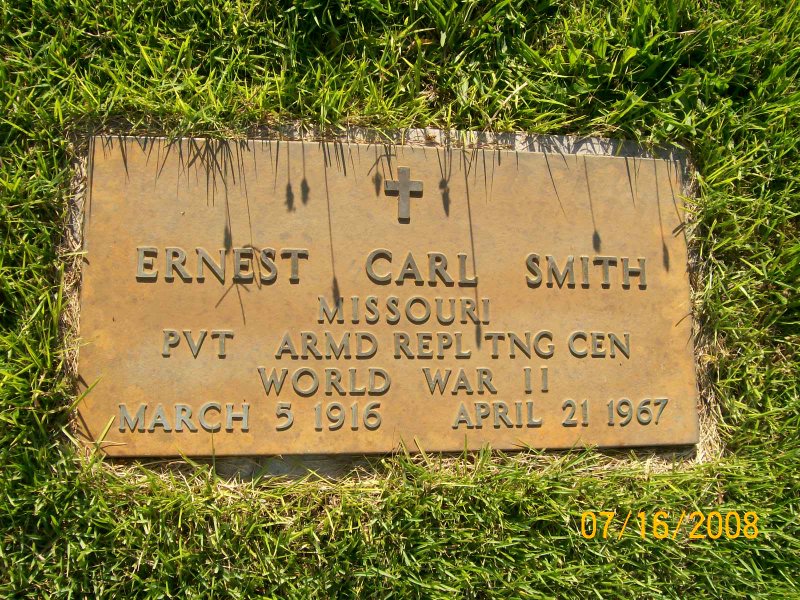 ERNEST CARL SMITH
MISSOURI
PVT ARMD REPL TNG CEN
WORLD WAR II
MARCH 5 1916 APRIL 21 1967
07/16/2008